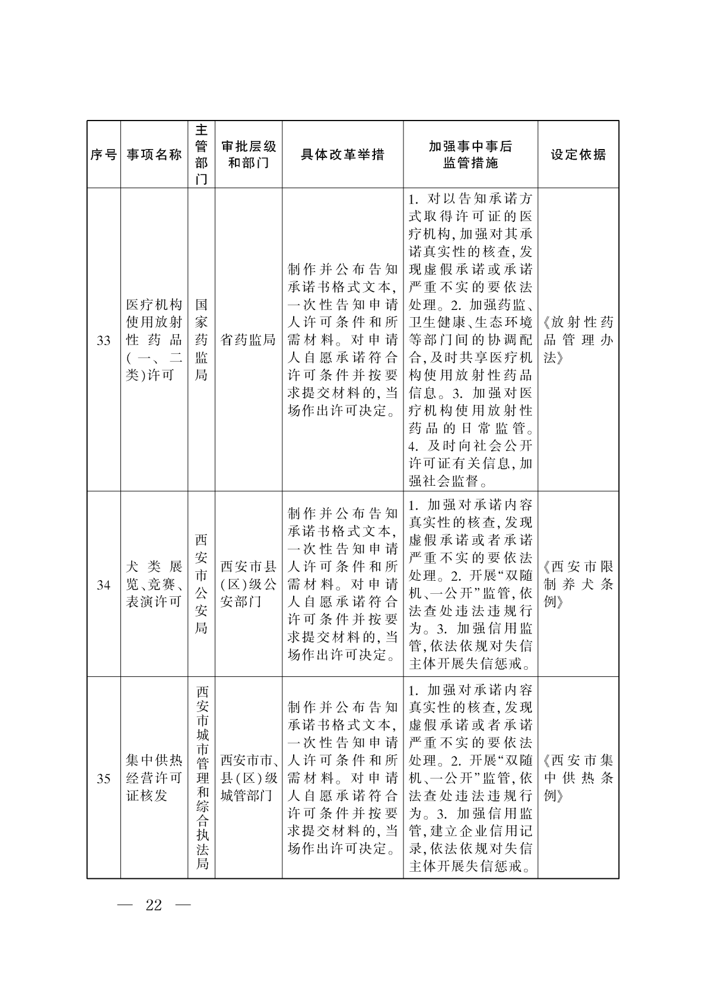 序号
事项名称
主
管
部
门
审批层级
和部门
具体改革举措
加强事中事后
监管措施
设定依据
33
医疗机构
使用放射
性药品
(一、二
类)许可
国
家
药
监
局
省药监局
制作并公布告知
承诺书格式文本,
一次性告知申请
人许可条件和所
需材料。对申请
人自愿承诺符合
许可条件并按要
求提交材料的,当
场作出许可决定。
1. 对以告知承诺方
式取得许可证的医
疗机构,加强对其承
诺真实性的核查,发
现虚假承诺或承诺
严重不实的要依法
处理。2. 加强药监、
卫生健康、生态环境
等部门间的协调配
合,及时共享医疗机
构使用放射性药品
信息。3. 加强对医
疗机构使用放射性
药品的日常监管。
4. 及时向社会公开
许可证有关信息,加
强社会监督。
《放射性药
品管理办
法》
34
犬类展
览、竞赛、
表演许可
西
安
市
公
安
局
西安市县
(区)级公
安部门
制作并公布告知
承诺书格式文本,
一次性告知申请
人许可条件和所
需材料。对申请
人自愿承诺符合
许可条件并按要
求提交材料的,当
场作出许可决定。
1. 加强对承诺内容
真实性的核查,发现
虚假承诺或者承诺
严重不实的要依法
处理。2. 开展“双随
机、一公开”监管,依
法查处违法违规行
为。3. 加强信用监
管,依法依规对失信
主体开展失信惩戒。
《西安市限
制养犬条
例》
35
集中供热
经营许可
证核发
西
安
市
城
市
管
理
和
综
合
执
法
局
西安市市、
县(区)级
城管部门
制作并公布告知
承诺书格式文本,
一次性告知申请
人许可条件和所
需材料。对申请
人自愿承诺符合
许可条件并按要
求提交材料的,当
场作出许可决定。
1. 加强对承诺内容
真实性的核查,发现
虚假承诺或者承诺
严重不实的要依法
处理。2. 开展“双随
机、一公开”监管,依
法查处违法违规行
为。3. 加强信用监
管,建立企业信用记
录,依法依规对失信
主体开展失信惩戒。
《西安市集
中供热条
例》
— 22 —